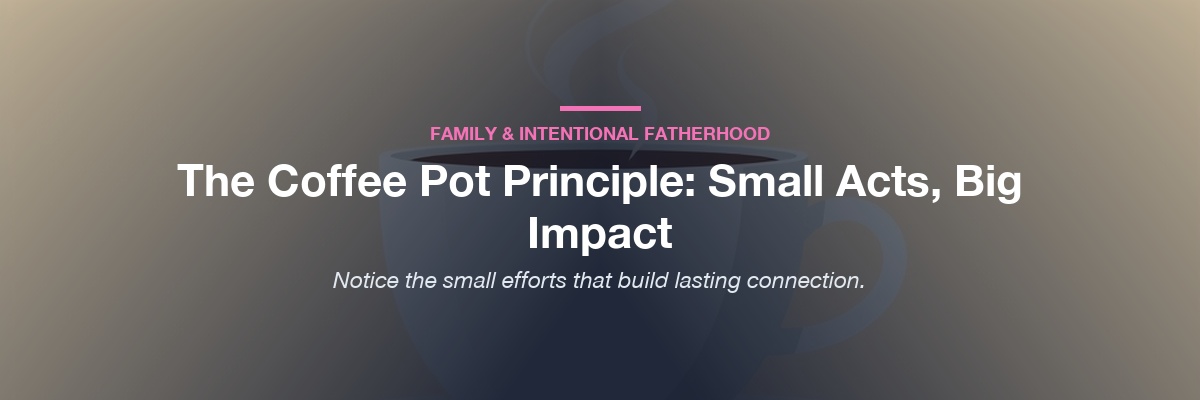 FAMILY & INTENTIONAL FATHERHOOD
The Coffee Pot Principle: Small Acts, Big
Impact
Notice the small efforts that build lasting connection.